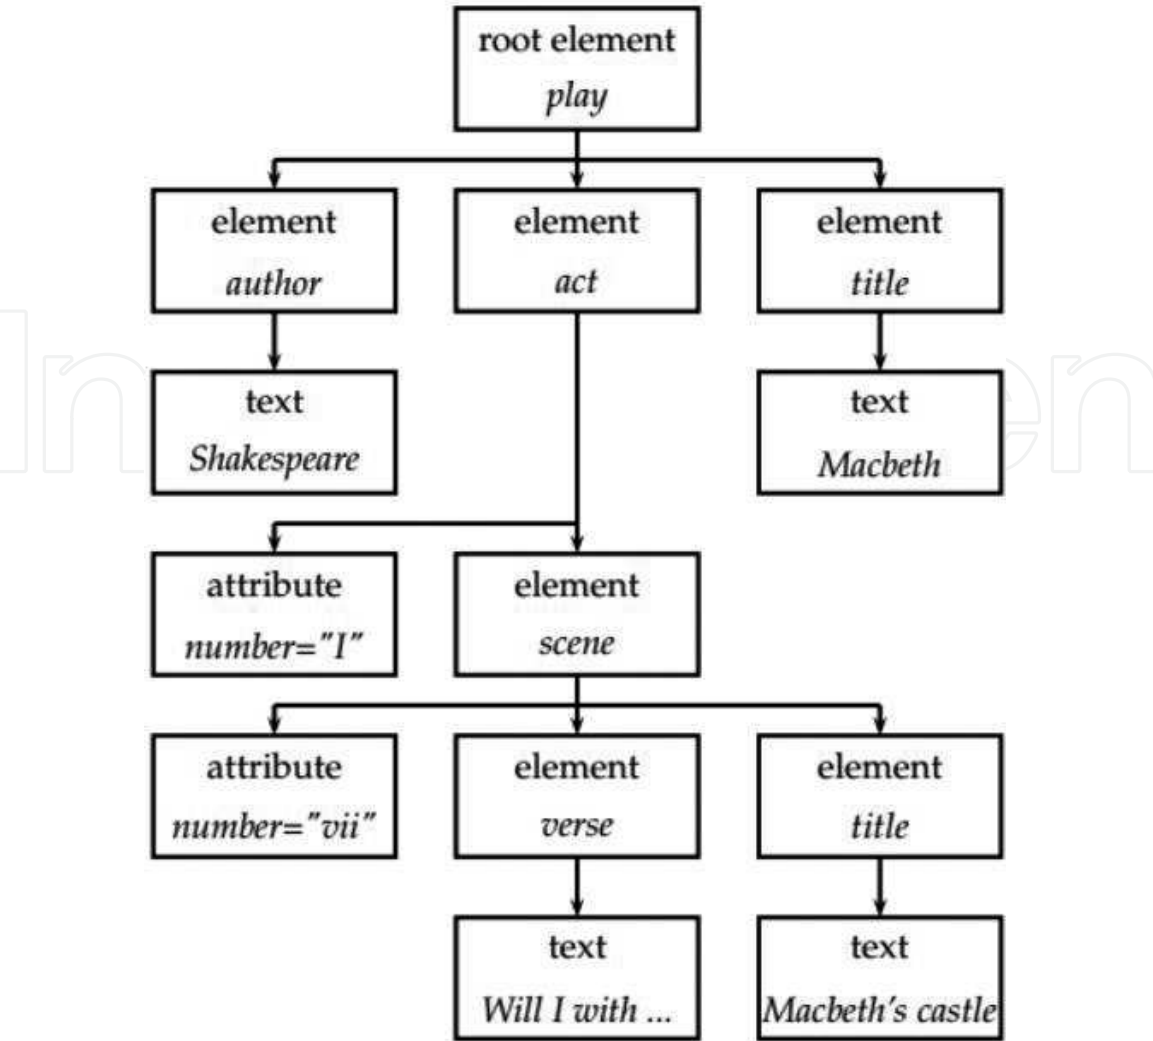 root element
play
element
author
element
act
element
title
text
Shakespeare
text
Macbeth
attribute
number="I"
element
scene
attribute
number="vii"
element
verse
element
title
text
Will I with ...
text
Macbeth's castle